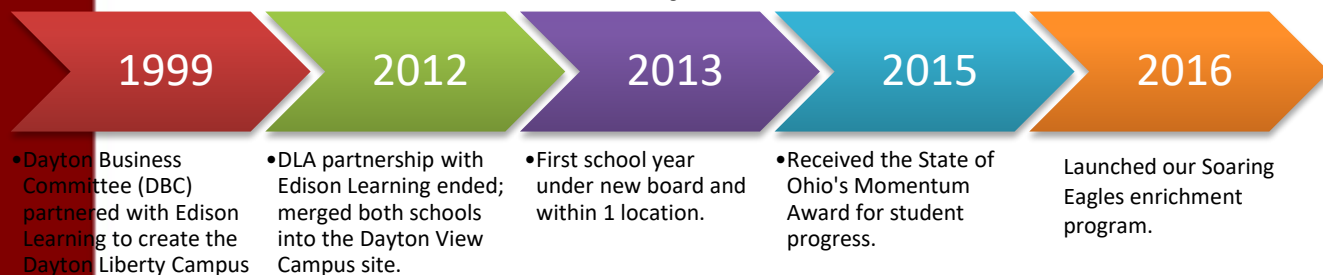 1999
2012
2013
2015
2016
•Dayton Business
Committee (DBC)
partnered with Edison
Learning to create the
Dayton Liberty Campus
•DLA partnership with
Edison Learning ended;
merged both schools
into the Dayton View
Campus site.
•First school year
under new board and
within 1 location.
•Received the State of
Ohio's Momentum
Award for student
progress.
Launched our Soaring
Eagles enrichment
program.